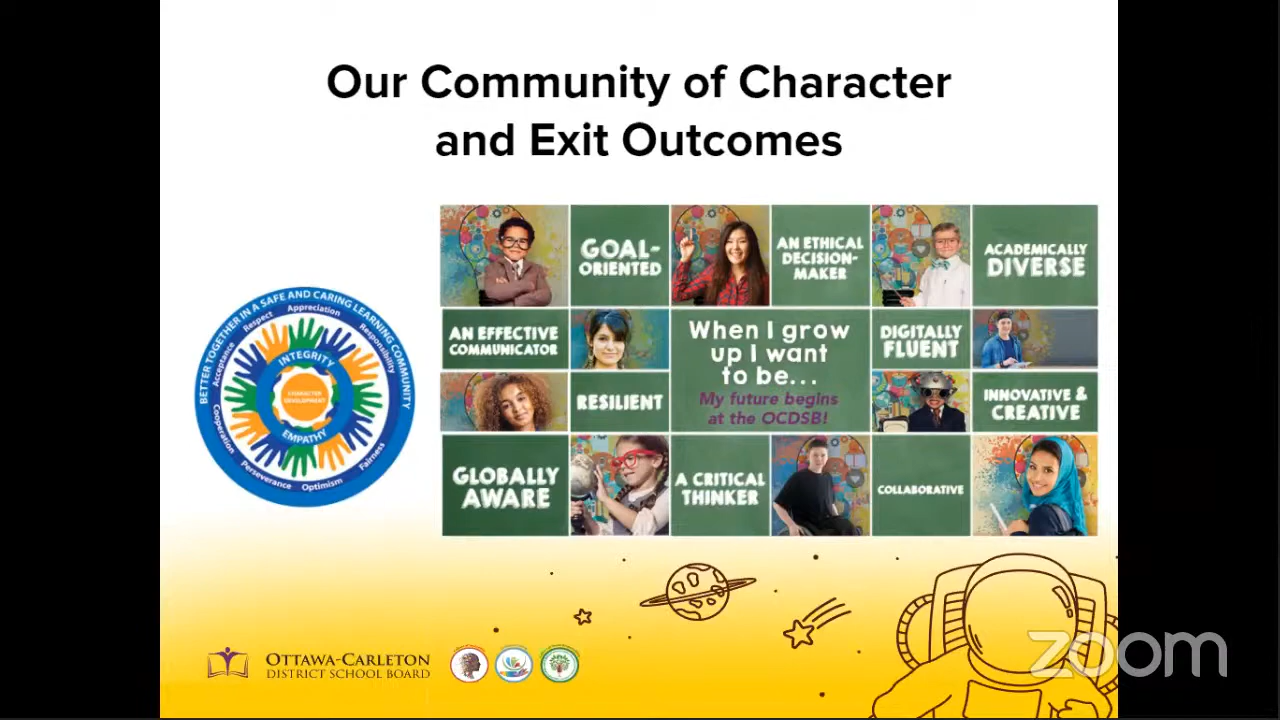 Our Community of Character
and Exit Outcomes
BETTER TOGETHER IN A SAFE AND CARING LEARNING COMMUNITY
Respect
Appreciation
Responsibility
Acceptance
INTEGRITY
CHARACTER
DEVELOPMENT
EMPATHY
Cooperation
Perseverance
Optimism
Fairness
GOAL-
ORIENTED
AN ETHICAL
DECISION-
MAKER
ACADEMICALLY
DIVERSE
AN EFFECTIVE
COMMUNICATOR
When I grow
up I want
to be...
My future begins
at the OCDSB!
DIGITALLY
FLUENT
RESILIENT
INNOVATIVE &
CREATIVE
GLOBALLY
AWARE
A CRITICAL
THINKER
COLLABORATIVE
OTTAWA-CARLETON
DISTRICT SCHOOL BOARD
zoom